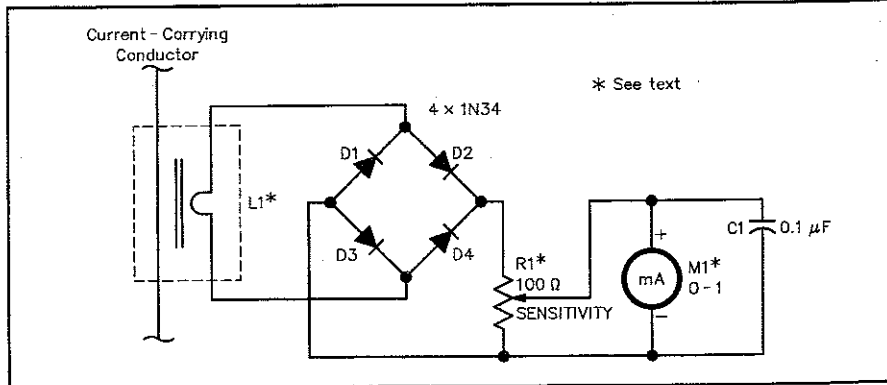 Current-Carrying
Conductor
* See text
4 × 1N34
D1
D2
L1*
D3
D4
R1*
100 Ω
SENSITIVITY
+
mA
−
M1*
0-1
C1
0.1 μF